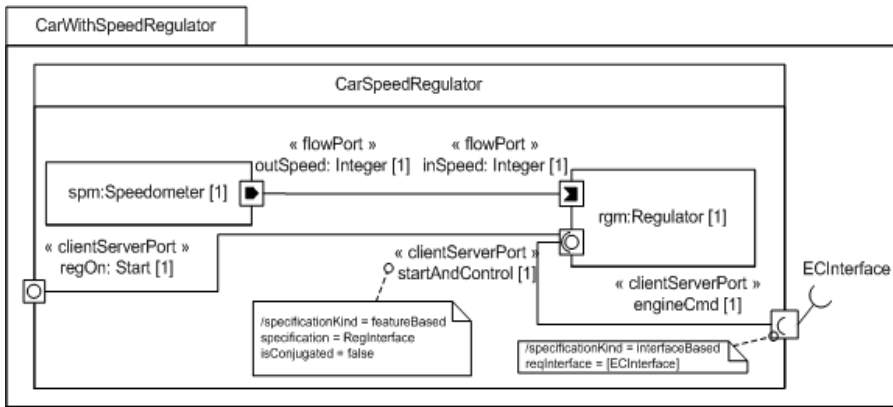 CarWithSpeedRegulator
CarSpeedRegulator
« flowPort »
outSpeed: Integer [1]
« flowPort »
inSpeed: Integer [1]
spm:Speedometer [1]
rgm:Regulator [1]
« clientServerPort »
regOn: Start [1]
« clientServerPort »
startAndControl [1]
« clientServerPort »
engineCmd [1]
ECInterface
/specificationKind = featureBased
specification = RegInterface
isConjugated = false
/specificationKind = interfaceBased
reqInterface = [ECInterface]